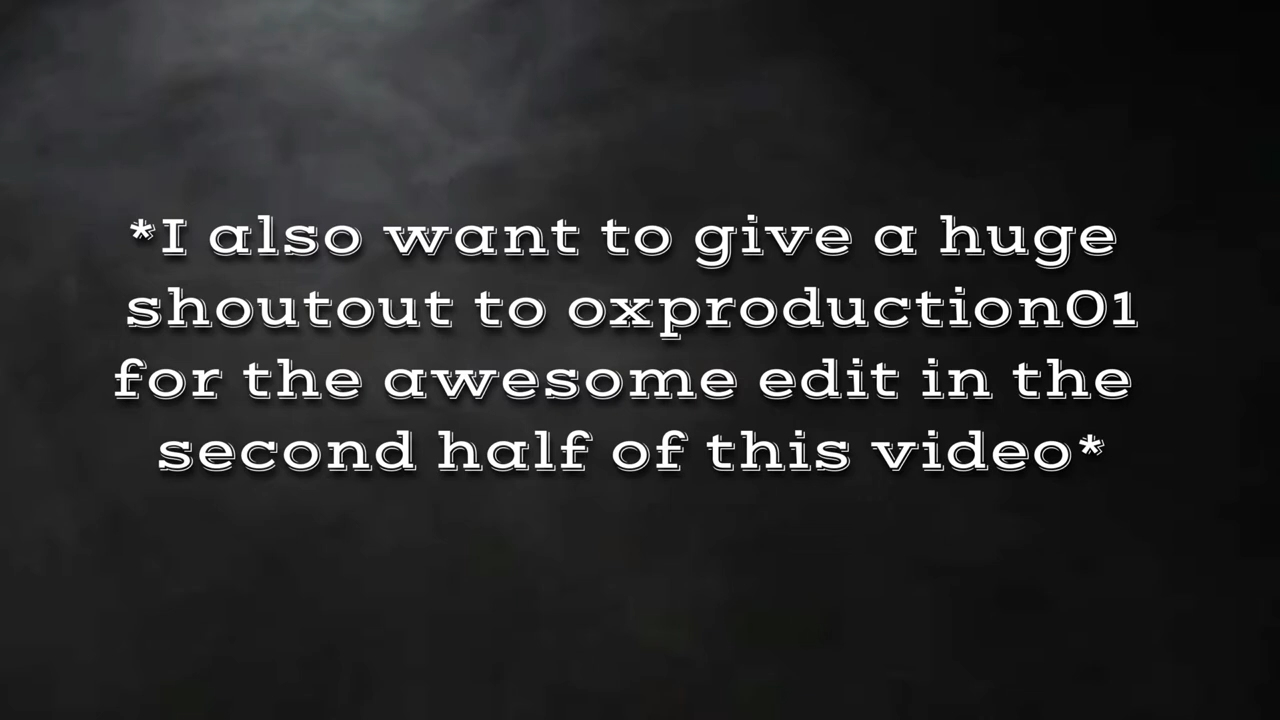 *I also want to give a huge
shoutout to oxproduction01
for the awesome edit in the
second half of this video*